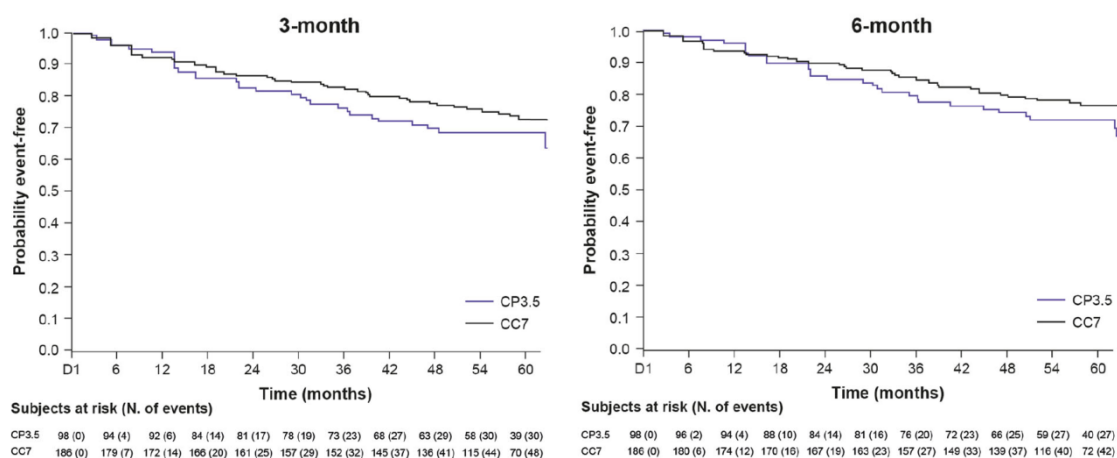 3-month
1.0
0.9
0.8
0.7
0.6
0.5
0.4
0.3
0.2
0.1
0.0
Probability event-free
CP3.5
CC7
D1 6 12 18 24 30 36 42 48 54 60
Time (months)
Subjects at risk (N. of events)
CP3.5 98 (0) 94 (4) 92 (6) 84 (14) 81 (17) 78 (19) 73 (23) 68 (27) 63 (29) 58 (30) 39 (30)
CC7 186 (0) 179 (7) 172 (14) 166 (20) 161 (25) 157 (29) 152 (32) 145 (37) 136 (41) 115 (44) 70 (48)
6-month
1.0
0.9
0.8
0.7
0.6
0.5
0.4
0.3
0.2
0.1
0.0
Probability event-free
CP3.5
CC7
D1 6 12 18 24 30 36 42 48 54 60
Time (months)
Subjects at risk (N. of events)
CP3.5 98 (0) 96 (2) 94 (4) 88 (10) 84 (14) 81 (16) 76 (20) 72 (23) 66 (25) 59 (27) 40 (27)
CC7 186 (0) 180 (6) 174 (12) 170 (16) 167 (19) 163 (23) 157 (27) 149 (33) 139 (37) 116 (40) 72 (42)